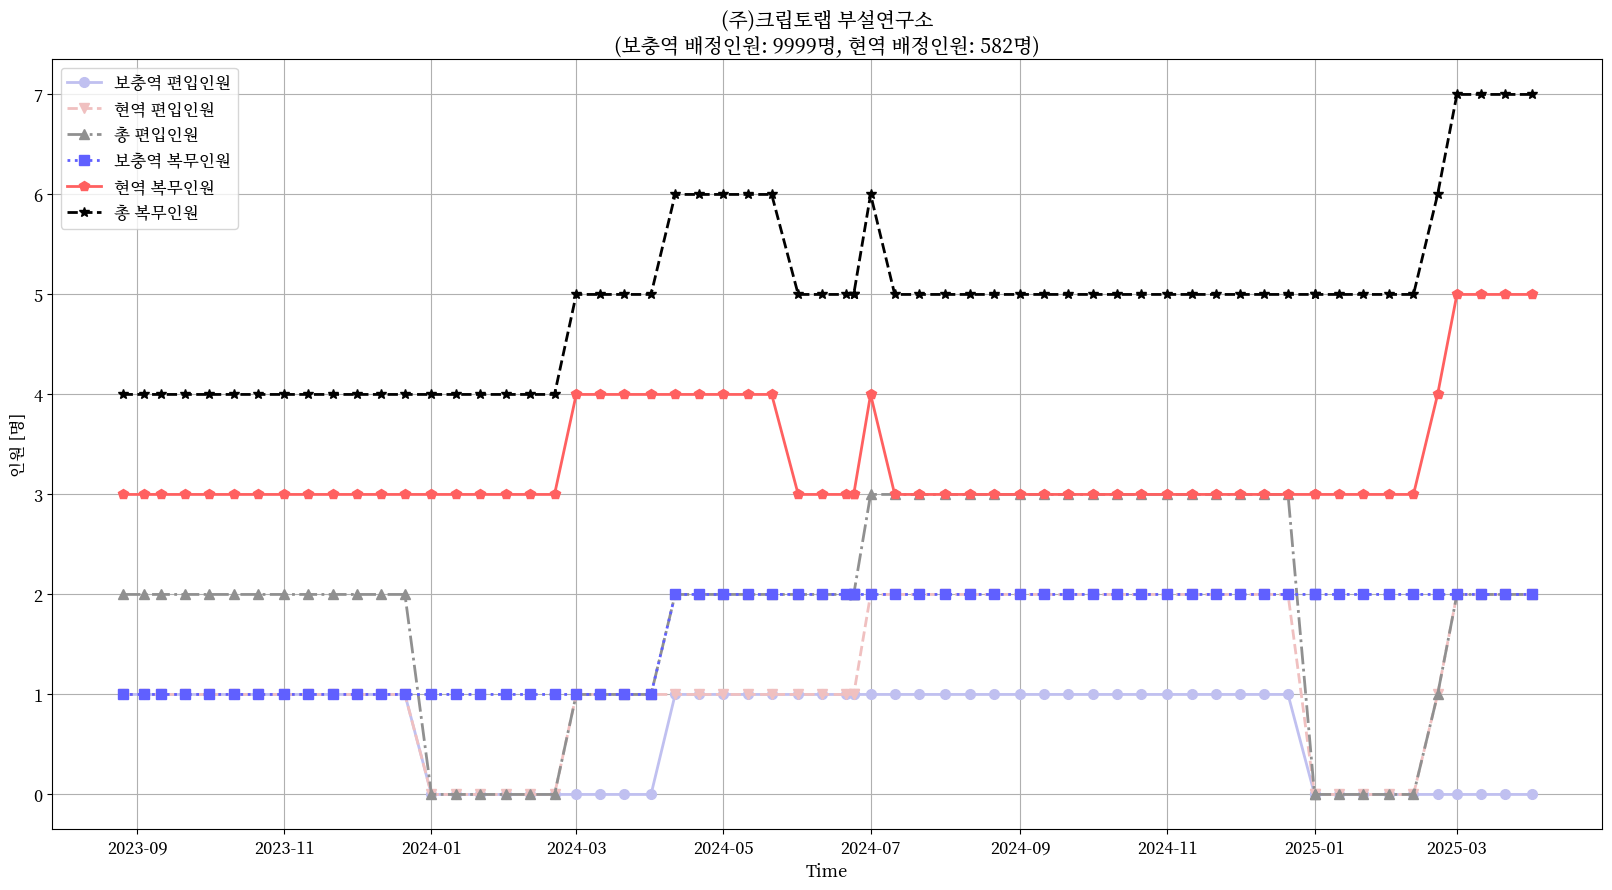 (주)크립토랩 부설연구소
(보충역 배정인원: 9999명, 현역 배정인원: 582명)
보충역 편입인원
현역 편입인원
총 편입인원
보충역 복무인원
현역 복무인원
총 복무인원
인원 [명]
7
6
5
4
3
2
1
0
2023-09 2023-11 2024-01 2024-03 2024-05 2024-07 2024-09 2024-11 2025-01 2025-03
Time